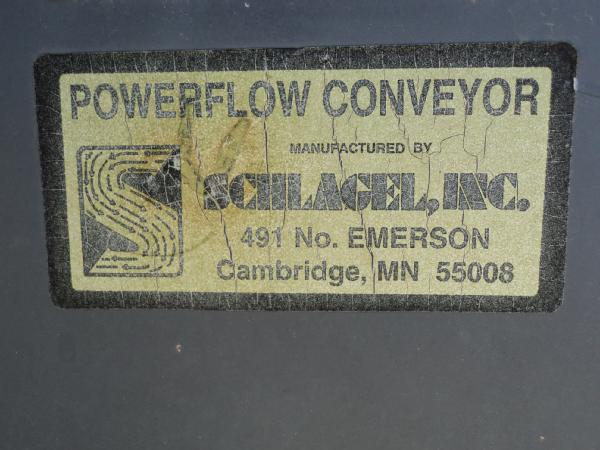 POWERFLOW CONVEYOR
MANUFACTURED BY
SCHLAGEL, INC.
491 No. EMERSON
Cambridge, MN 55008